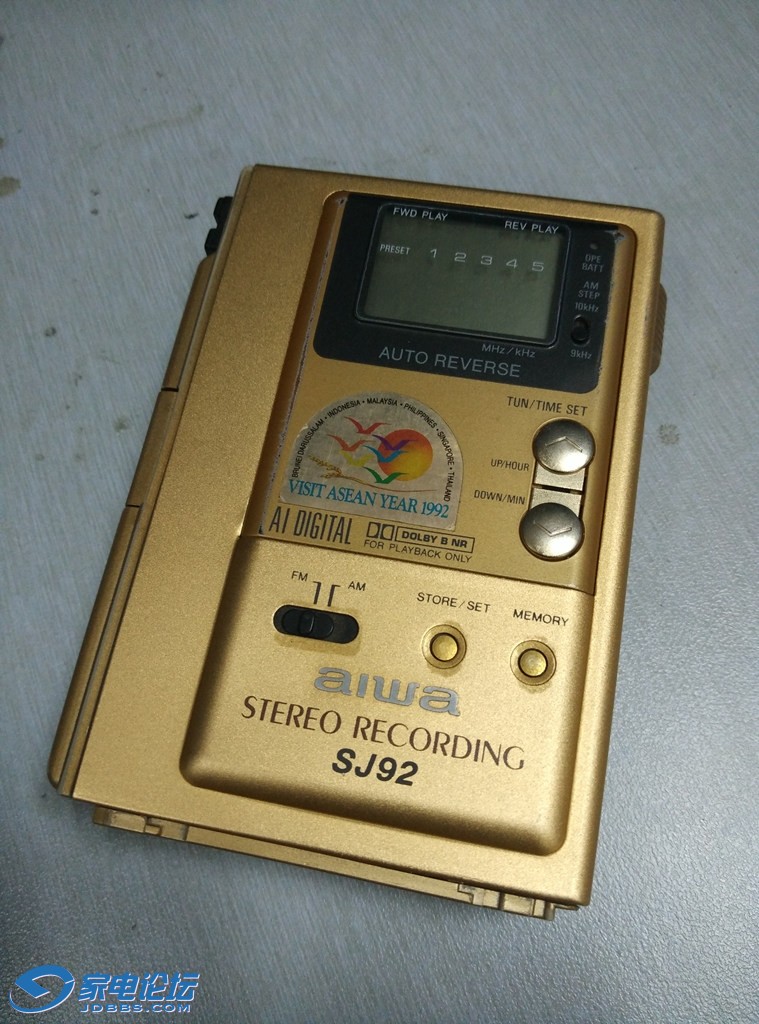 FWD PLAY REV PLAY
PRESET 1 2 3 4 5
OPE
BATT
AM
STEP
10kHz
9kHz
MHz/kHz
AUTO REVERSE
TUN/TIME SET
UP/HOUR
DOWN/MIN
BRUNEI DARUSSALAM • INDONESIA • MALAYSIA • PHILIPPINES • SINGAPORE • THAILAND
VISIT ASEAN YEAR 1992
AI DIGITAL
DOLBY B NR
FOR PLAYBACK ONLY
FM AM
STORE/SET
MEMORY
aiwa
STEREO RECORDING
SJ92
家电论坛
JDBBS.COM